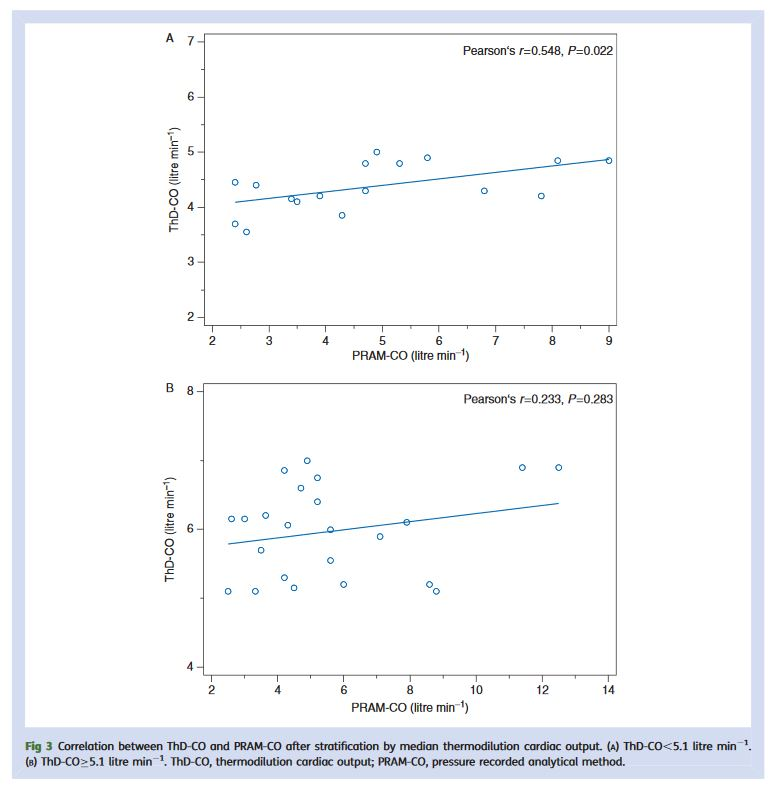 A
7
Pearson's r=0.548, P=0.022
6
5
4
3
2
ThD-CO (litre min⁻¹)
2 3 4 5 6 7 8 9
PRAM-CO (litre min⁻¹)
B
8
Pearson's r=0.233, P=0.283
6
4
ThD-CO (litre min⁻¹)
2 4 6 8 10 12 14
PRAM-CO (litre min⁻¹)
Fig 3 Correlation between ThD-CO and PRAM-CO after stratification by median thermodilution cardiac output. (A) ThD-CO<5.1 litre min⁻¹.
(B) ThD-CO≥5.1 litre min⁻¹. ThD-CO, thermodilution cardiac output; PRAM-CO, pressure recorded analytical method.